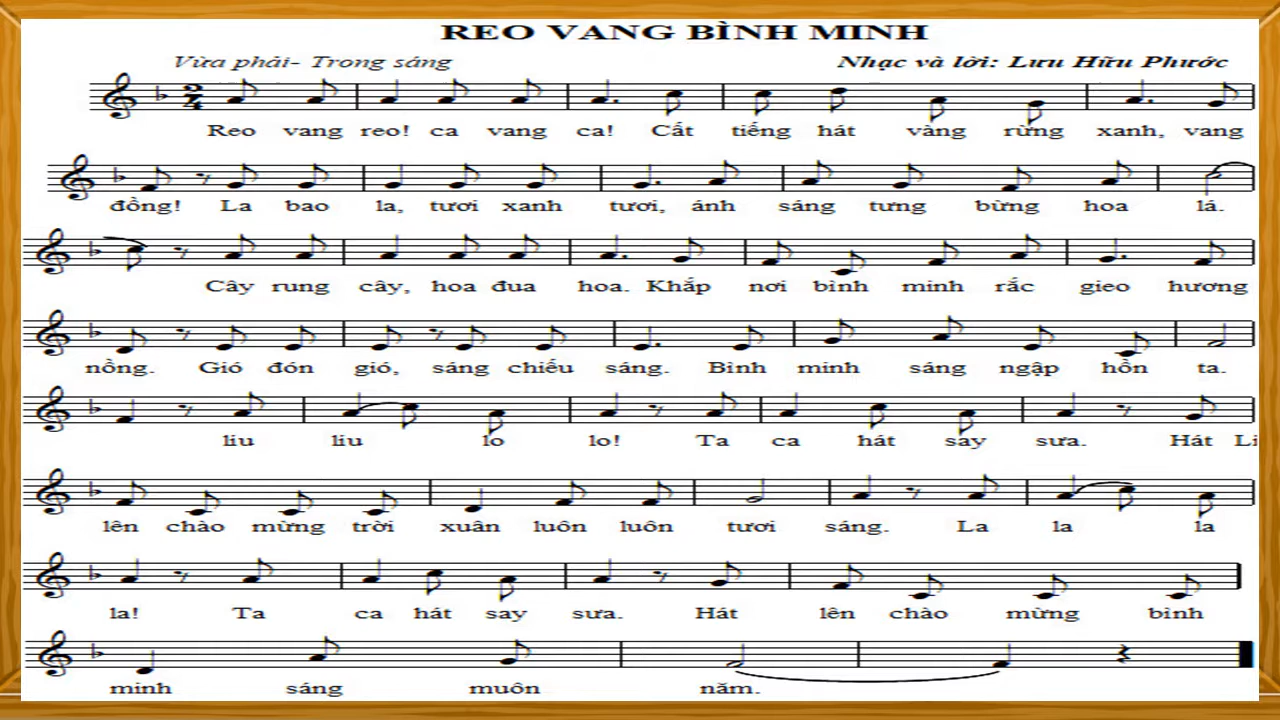 REO VANG BÌNH MINH
Vừa phải- Trong sáng
Nhạc và lời: Lưu Hữu Phước
2
4
Reo vang reo! ca vang ca! Cất tiếng hát vàng rừng xanh, vang
đồng! La bao la, tươi xanh tươi, ánh sáng tưng bừng hoa lá.
Cây rung cây, hoa đua hoa. Khắp nơi bình minh rắc gieo hương
nồng. Gió đón gió, sáng chiếu sáng. Bình minh sáng ngập hồn ta.
liu liu lo lo! Ta ca hát say sưa. Hát Li
lên chào mừng trời xuân luôn luôn tươi sáng. La la la
la! Ta ca hát say sưa. Hát lên chào mừng bình
minh sáng muôn năm.